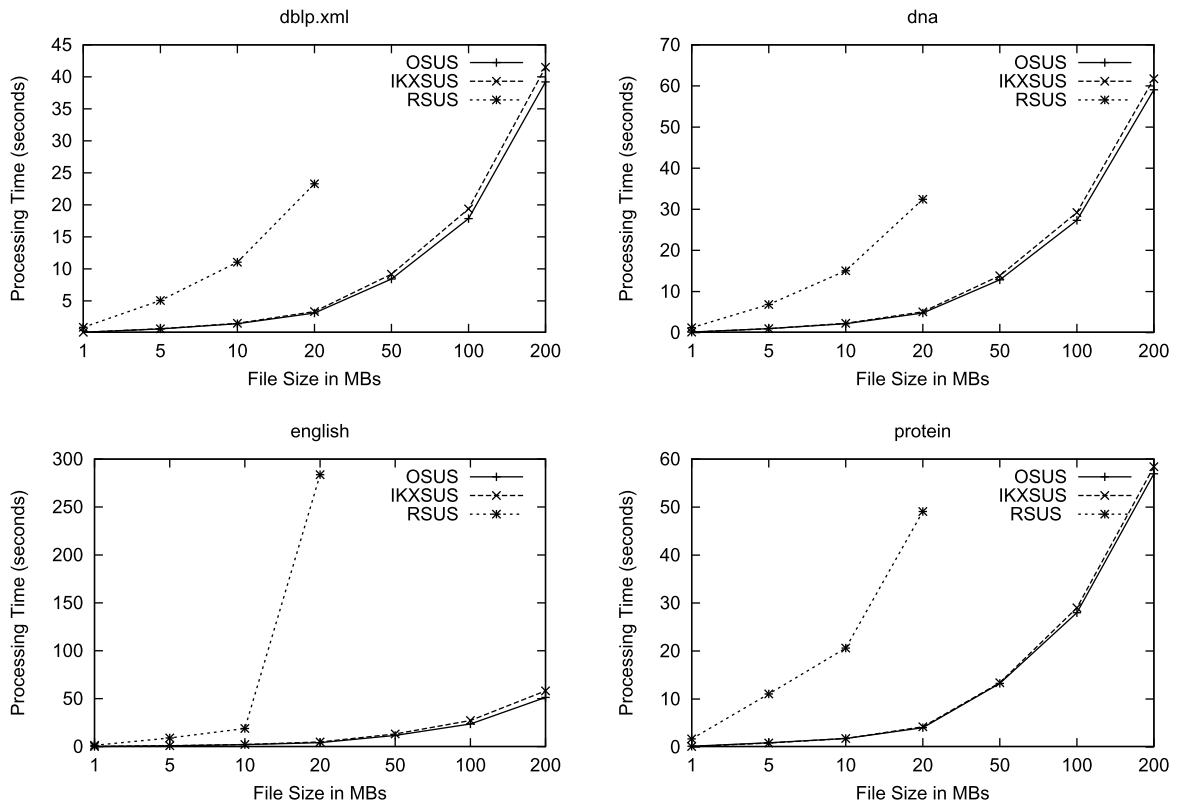 dblp.xml
45
40
35
30
25
20
15
10
5
Processing Time (seconds)
OSUS
IKXSUS
RSUS
1 5 10 20 50 100 200
File Size in MBs
dna
70
60
50
40
30
20
10
0
Processing Time (seconds)
OSUS
IKXSUS
RSUS
1 5 10 20 50 100 200
File Size in MBs
english
300
250
200
150
100
50
0
Processing Time (seconds)
OSUS
IKXSUS
RSUS
1 5 10 20 50 100 200
File Size in MBs
protein
60
50
40
30
20
10
0
Processing Time (seconds)
OSUS
IKXSUS
RSUS
1 5 10 20 50 100 200
File Size in MBs